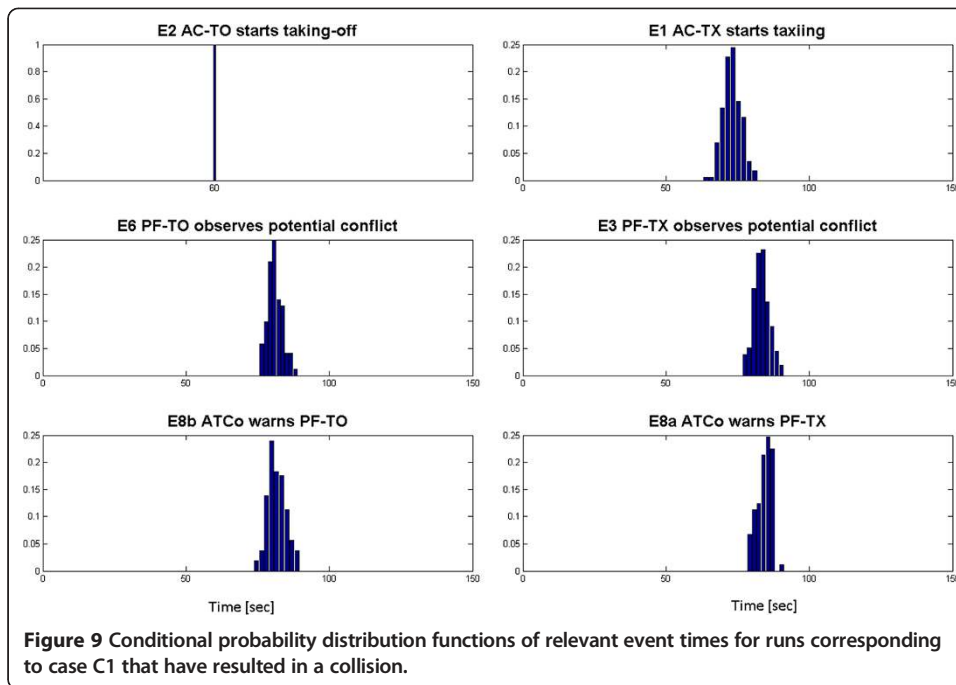 E2 AC-TO starts taking-off
1
0.8
0.6
0.4
0.2
0
60
E1 AC-TX starts taxiing
0.25
0.2
0.15
0.1
0.05
0
0 50 100 150
E6 PF-TO observes potential conflict
0.25
0.2
0.15
0.1
0.05
0
0 50 100 150
E3 PF-TX observes potential conflict
0.25
0.2
0.15
0.1
0.05
0
0 50 100 150
E8b ATCo warns PF-TO
0.25
0.2
0.15
0.1
0.05
0
0 50 100 150
Time [sec]
E8a ATCo warns PF-TX
0.25
0.2
0.15
0.1
0.05
0
0 50 100 150
Time [sec]
Figure 9 Conditional probability distribution functions of relevant event times for runs corresponding
to case C1 that have resulted in a collision.